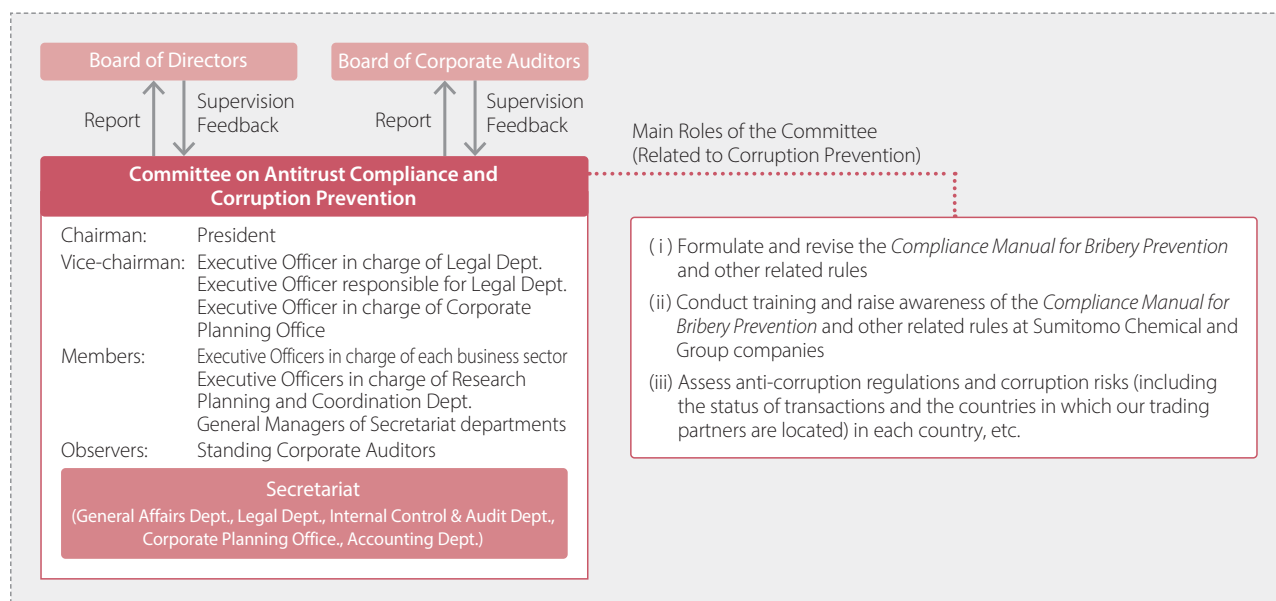 Board of Directors
Board of Corporate Auditors
Report
Supervision
Feedback
Report
Supervision
Feedback
Committee on Antitrust Compliance and
Corruption Prevention
Chairman: President
Vice-chairman: Executive Officer in charge of Legal Dept.
Executive Officer responsible for Legal Dept.
Executive Officer in charge of Corporate
Planning Office
Members: Executive Officers in charge of each business sector
Executive Officers in charge of Research
Planning and Coordination Dept.
General Managers of Secretariat departments
Observers: Standing Corporate Auditors
Secretariat
(General Affairs Dept., Legal Dept., Internal Control & Audit Dept.,
Corporate Planning Office., Accounting Dept.)
Main Roles of the Committee
(Related to Corruption Prevention)
( i ) Formulate and revise the Compliance Manual for Bribery Prevention
and other related rules
(ii) Conduct training and raise awareness of the Compliance Manual for
Bribery Prevention and other related rules at Sumitomo Chemical and
Group companies
(iii) Assess anti-corruption regulations and corruption risks (including
the status of transactions and the countries in which our trading
partners are located) in each country, etc.